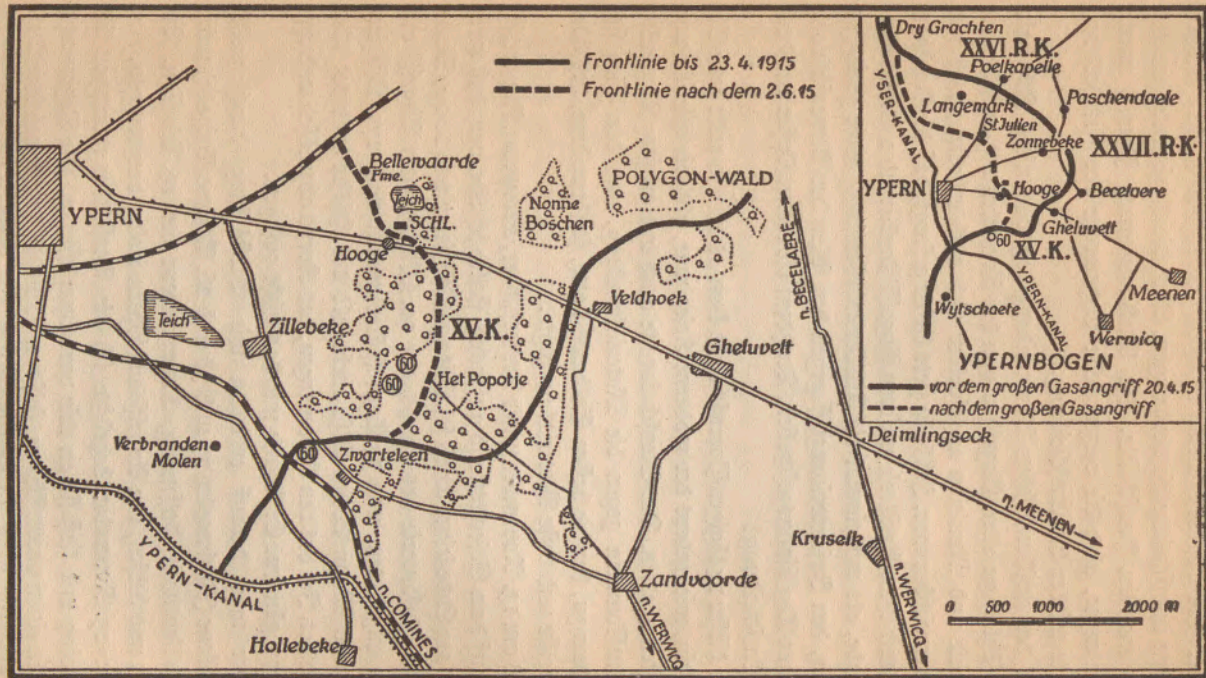 Frontlinie bis 23.4.1915
Frontlinie nach dem 2.6.15
YPERN
Bellewaarde
Fme.
Teich
SCHL.
Hooge
Nonne
Boschen
POLYGON-WALD
n. BECELAERE
Teich
Zillebeke
XV.K.
60
60
Het Popotje
Veldhoek
Gheluvelt
Deimlingseck
Verbranden
Molen
60
Zwarteleen
n. MEENEN
YPERN-KANAL
n. COMINES
Hollebeke
Zandvoorde
n. WERWICQ
Kruseik
n. WERWICQ
0 500 1000 2000 m
Dry Grachten
XXVI.R.K.
Poelkapelle
YSER-KANAL
Langemark
Paschendaele
St Julien
Zonnebeke
XXVII.R.K.
YPERN
Hooge
Becelaere
Gheluvelt
60
XV.K.
YPERN-KANAL
Meenen
Wytschaete
Werwicq
YPERNBOGEN
vor dem großen Gasangriff 20.4.15
nach dem großen Gasangriff